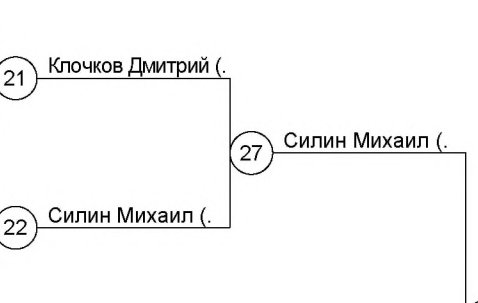 Клочков Дмитрий (.
21
Силин Михаил (.
27
Силин Михаил (.
22